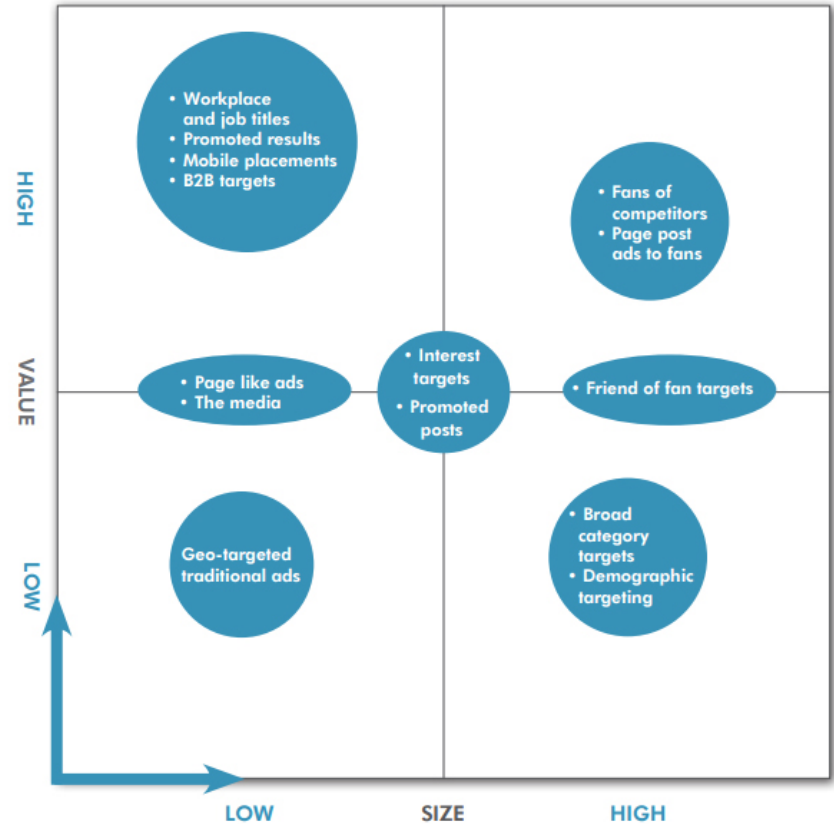 • Workplace
and job titles
• Promoted results
• Mobile placements
• B2B targets
• Fans of
competitors
• Page post
ads to fans
HIGH
• Interest
targets
• Promoted
posts
• Page like ads
• The media
• Friend of fan targets
VALUE
Geo-targeted
traditional ads
• Broad
category
targets
• Demographic
targeting
LOW
LOW
SIZE
HIGH